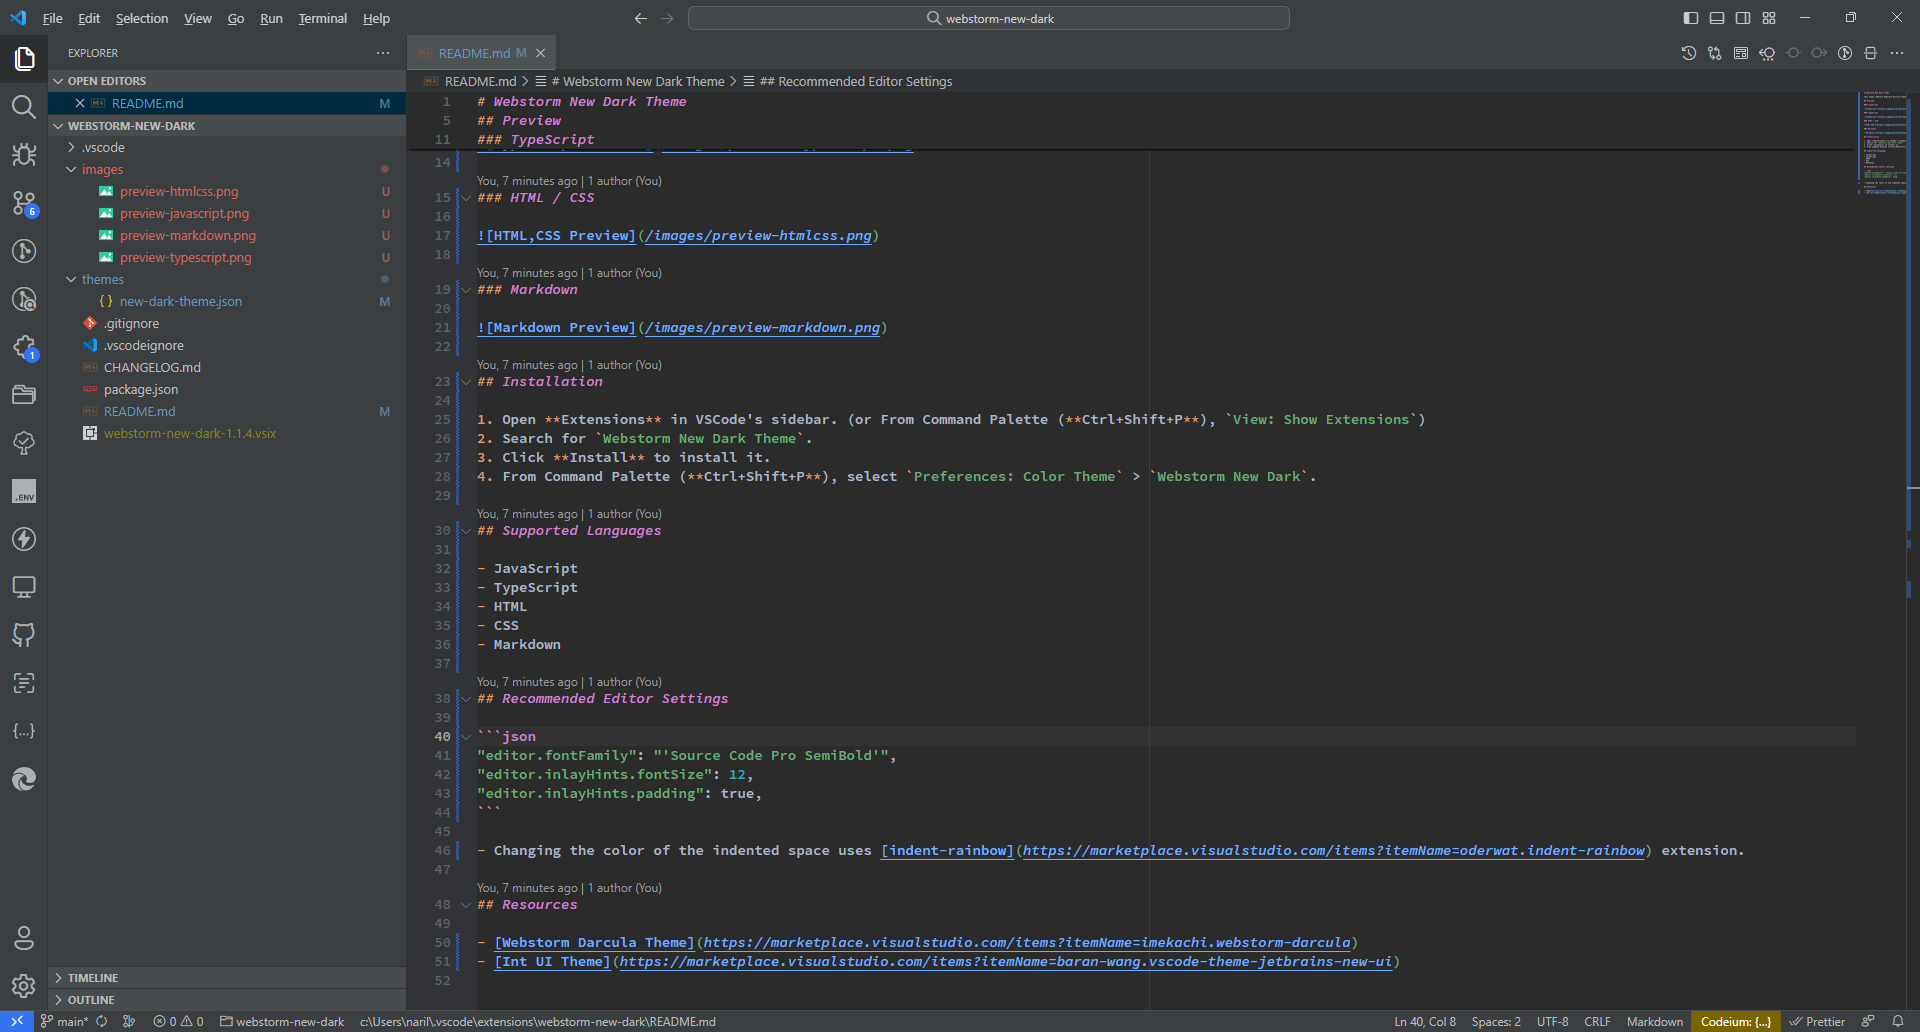 File Edit Selection View Go Run Terminal Help
webstorm-new-dark
EXPLORER
OPEN EDITORS
README.md M
WEBSTORM-NEW-DARK
.vscode
images
preview-htmlcss.png U
preview-javascript.png U
preview-markdown.png U
preview-typescript.png U
themes
{ } new-dark-theme.json M
.gitignore
.vscodeignore
CHANGELOG.md
package.json
README.md M
webstorm-new-dark-1.1.4.vsix
6
1
.ENV
{...}
TIMELINE
OUTLINE
README.md M
README.md > # Webstorm New Dark Theme > ## Recommended Editor Settings
1 # Webstorm New Dark Theme
5 ## Preview
11 ### TypeScript
14
You, 7 minutes ago | 1 author (You)
15 ### HTML / CSS
16
17 ![HTML,CSS Preview](/images/preview-htmlcss.png)
18
You, 7 minutes ago | 1 author (You)
19 ### Markdown
20
21 ![Markdown Preview](/images/preview-markdown.png)
22
You, 7 minutes ago | 1 author (You)
23 ## Installation
24
25 1. Open **Extensions** in VSCode's sidebar. (or From Command Palette (**Ctrl+Shift+P**), `View: Show Extensions`)
26 2. Search for `Webstorm New Dark Theme`.
27 3. Click **Install** to install it.
28 4. From Command Palette (**Ctrl+Shift+P**), select `Preferences: Color Theme` > `Webstorm New Dark`.
29
You, 7 minutes ago | 1 author (You)
30 ## Supported Languages
31
32 - JavaScript
33 - TypeScript
34 - HTML
35 - CSS
36 - Markdown
37
You, 7 minutes ago | 1 author (You)
38 ## Recommended Editor Settings
39
40 ```json
41 "editor.fontFamily": "'Source Code Pro SemiBold'",
42 "editor.inlayHints.fontSize": 12,
43 "editor.inlayHints.padding": true,
44 ```
45
46 - Changing the color of the indented space uses [indent-rainbow](https://marketplace.visualstudio.com/items?itemName=oderwat.indent-rainbow) extension.
47
You, 7 minutes ago | 1 author (You)
48 ## Resources
49
50 - [Webstorm Darcula Theme](https://marketplace.visualstudio.com/items?itemName=imekachi.webstorm-darcula)
51 - [Int UI Theme](https://marketplace.visualstudio.com/items?itemName=baran-wang.vscode-theme-jetbrains-new-ui)
52
main* 0 0 webstorm-new-dark c:\Users\naril\.vscode\extensions\webstorm-new-dark\README.md Ln 40, Col 8 Spaces: 2 UTF-8 CRLF Markdown Codeium: {...} Prettier